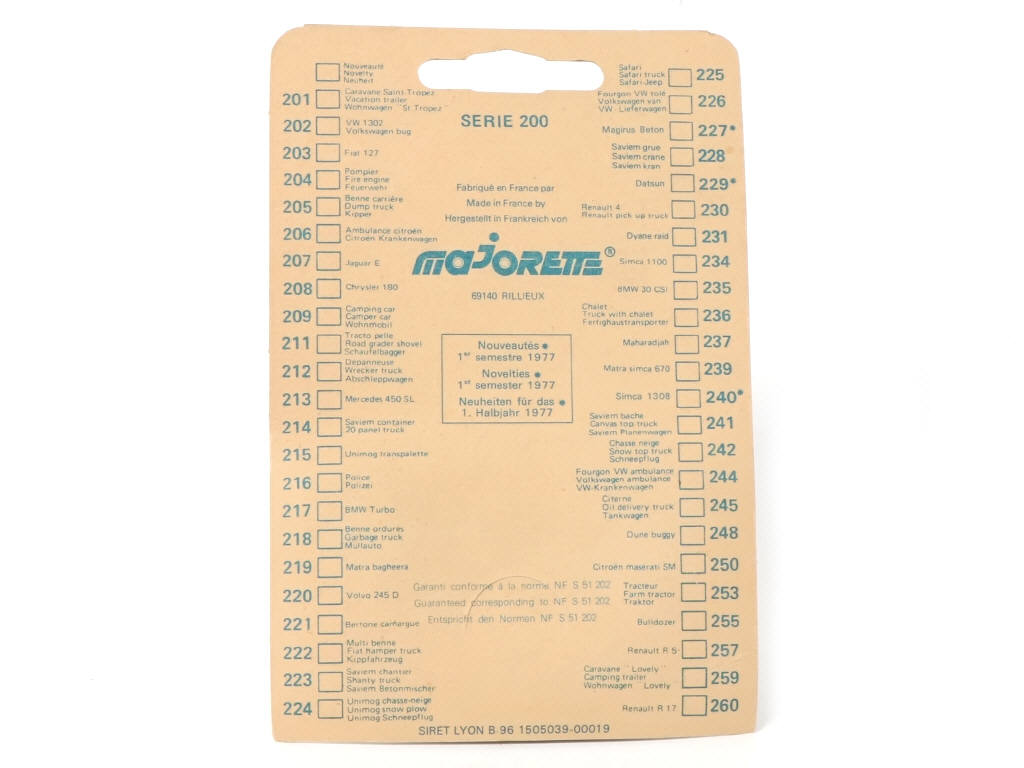 Nouveauté
Novelty
Neuheit
201 Caravane Saint-Tropez
Vacation trailer
Wohnwagen "St Tropez"
202 VW 1302
Volkswagen bug
203 Fiat 127
204 Pompier
Fire engine
Feuerwehr
205 Benne carrière
Dump truck
Kipper
206 Ambulance citroën
Citroën Krankenwagen
207 Jaguar E
208 Chrysler 180
209 Camping car
Camper car
Wohnmobil
211 Tracto pelle
Road grader shovel
Schaufelbagger
212 Depanneuse
Wrecker truck
Abschleppwagen
213 Mercedes 450 SL
214 Saviem container
20 panel truck
215 Unimog transpalette
216 Police
Polizei
217 BMW Turbo
218 Benne ordures
Garbage truck
Mullauto
219 Matra bagheera
220 Volvo 245 D
221 Bertone camargue
222 Multi benne
Fiat hamper truck
Kippfahrzeug
223 Saviem chantier
Shanty truck
Saviem Betonmischer
224 Unimog chasse-neige
Unimog snow plow
Unimog Schneepflug
SERIE 200
Fabriqué en France par
Made in France by
Hergestellt in Frankreich von
MAJORETTE®
69140 RILLIEUX
Nouveautés *
1er semestre 1977
Novelties *
1st semester 1977
Neuheiten für das *
1. Halbjahr 1977
Garanti conforme à la norme NF S 51 202
Guaranteed corresponding to NF S 51 202
Entspricht den Normen NF S 51 202
Safari
Safari truck
Safari-Jeep 225
Fourgon VW tolé
Volkswagen van
VW-Lieferwagen 226
Magirus Beton 227*
Saviem grue
Saviem crane
Saviem kran 228
Datsun 229*
Renault 4
Renault pick up truck 230
Dyane raid 231
Simca 1100 234
BMW 30 CSI 235
Chalet
Truck with chalet
Fertighaustransporter 236
Maharadjah 237
Matra simca 670 239
Simca 1308 240*
Saviem bache
Canvas top truck
Saviem Planenwagen 241
Chasse neige
Snow top truck
Schneepflug 242
Fourgon VW ambulance
Volkswagen ambulance
VW-Krankenwagen 244
Citerne
Oil delivery truck
Tankwagen 245
Dune buggy 248
Citroën maserati SM 250
Tracteur
Farm tractor
Traktor 253
Bulldozer 255
Renault R 5 257
Caravane "Lovely"
Camping trailer
Wohnwagen "Lovely 259
Renault R 17 260
SIRET LYON B 96 1505039-00019